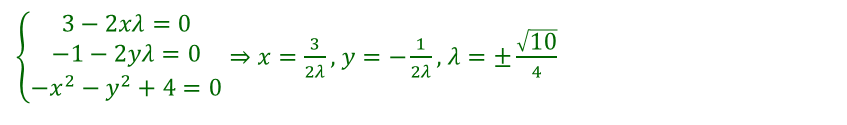 3 − 2xλ = 0
−1 − 2yλ = 0 ⇒ x = 3/2λ, y = −1/2λ, λ = ±√10/4
−x² − y² + 4 = 0